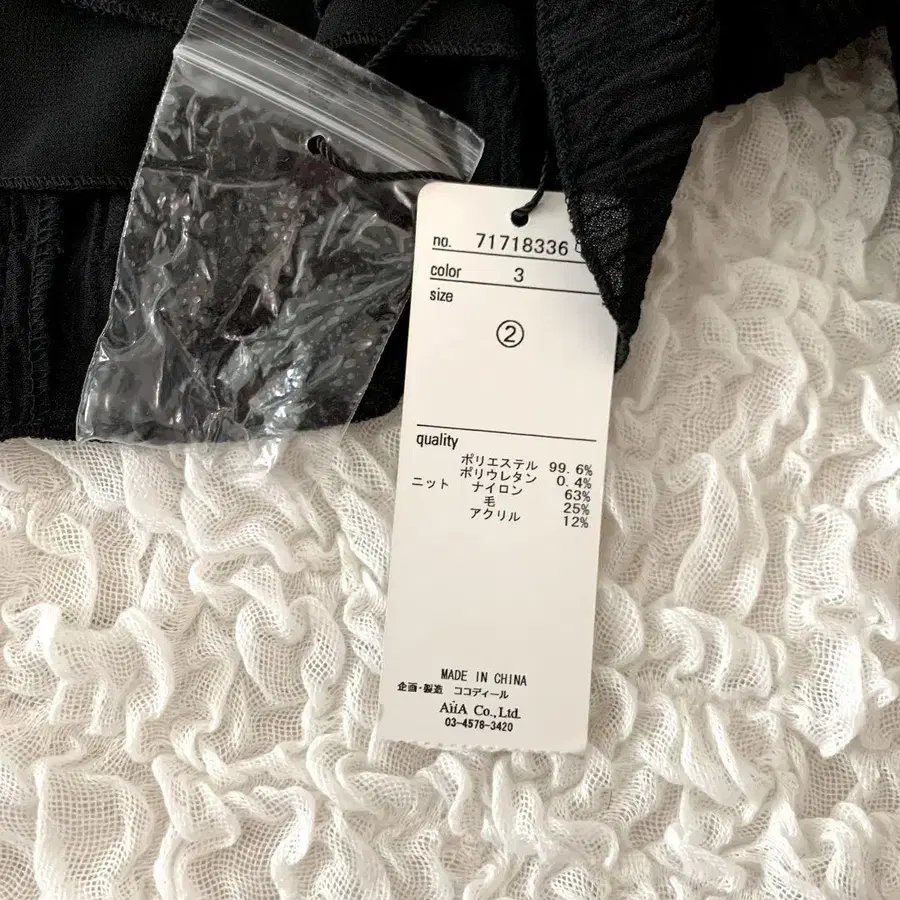 no. 71718336
color 3
size
②
quality
ポリエステル 99.6%
ポリウレタン 0.4%
ニット ナイロン 63%
毛 25%
アクリル 12%
MADE IN CHINA
企画・製造 ココディール
AiiA Co.,Ltd.
03-4578-3420